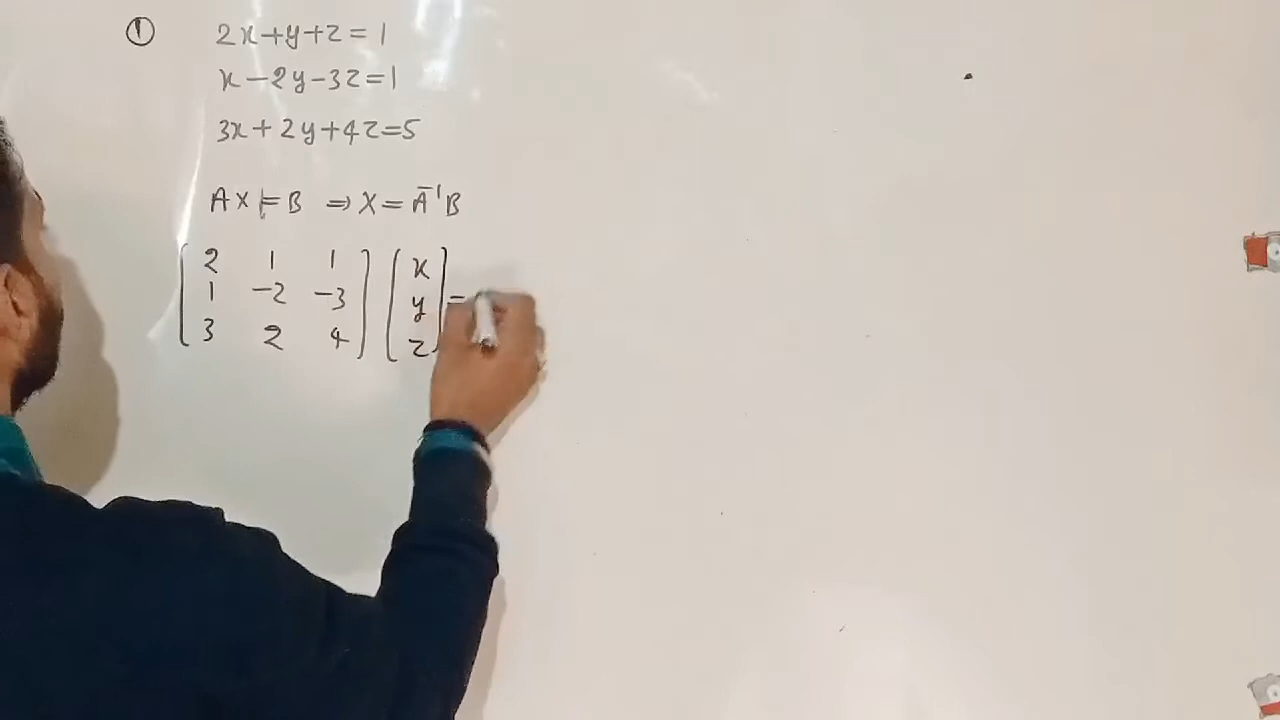 ① 2x+y+z=1
x-2y-3z=1
3x+2y+4z=5
AX=B ⇒ X=A⁻¹B
[2 1 1] [x]
[1 -2 -3] [y] =
[3 2 4] [z]